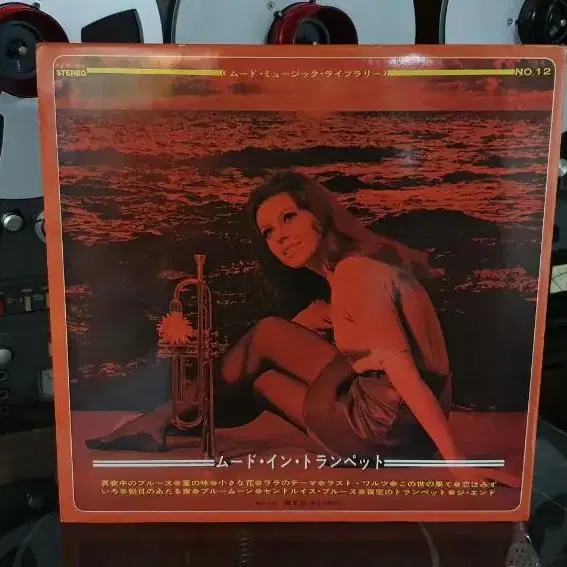 STEREO
《ムード・ミュージック・ライブラリー》
NO.12
ムード・イン・トランペット
真夜中のブルース●蜜の味●小さな花●ララのテーマ●ラスト・ワルツ●この世の果て●恋はみず
いろ●朝日のあたる家●ブルームーン●セントルイス・ブルース●夜空のトランペット●ジ・エンド